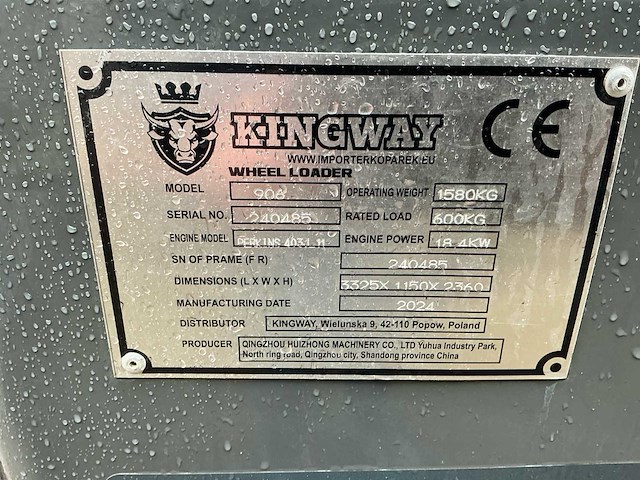 KINGWAY
CE
WWW.IMPORTERKOPAREK.EU
WHEEL LOADER
MODEL 906 OPERATING WEIGHT 1580KG
SERIAL NO. 240485 RATED LOAD 600KG
ENGINE MODEL PERKINS 403J-11 ENGINE POWER 18.4KW
SN OF FRAME (F R) 240485
DIMENSIONS (L X W X H) 3325X 1150X 2360
MANUFACTURING DATE 2024
DISTRIBUTOR KINGWAY, Wielunska 9, 42-110 Popow, Poland
PRODUCER QINGZHOU HUIZHONG MACHINERY CO., LTD Yuhua Industry Park,
North ring road, Qingzhou city, Shandong province China